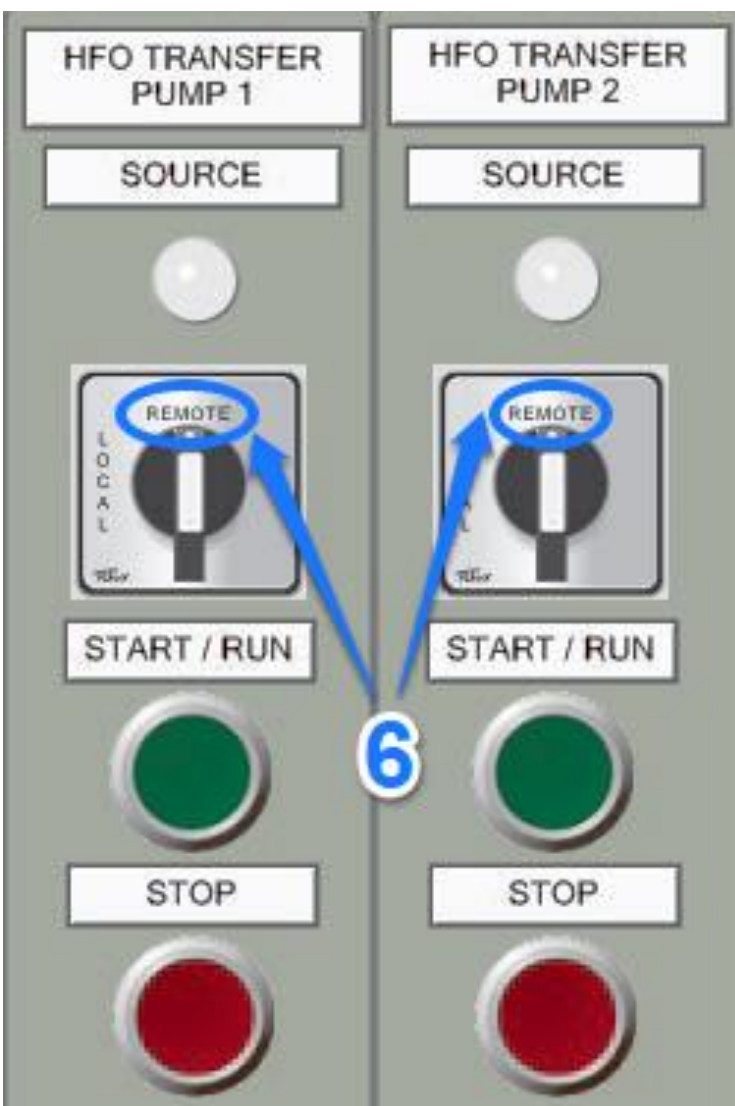 HFO TRANSFER
PUMP 1
SOURCE
REMOTE
LOCAL
START / RUN
STOP
HFO TRANSFER
PUMP 2
SOURCE
REMOTE
START / RUN
STOP
6